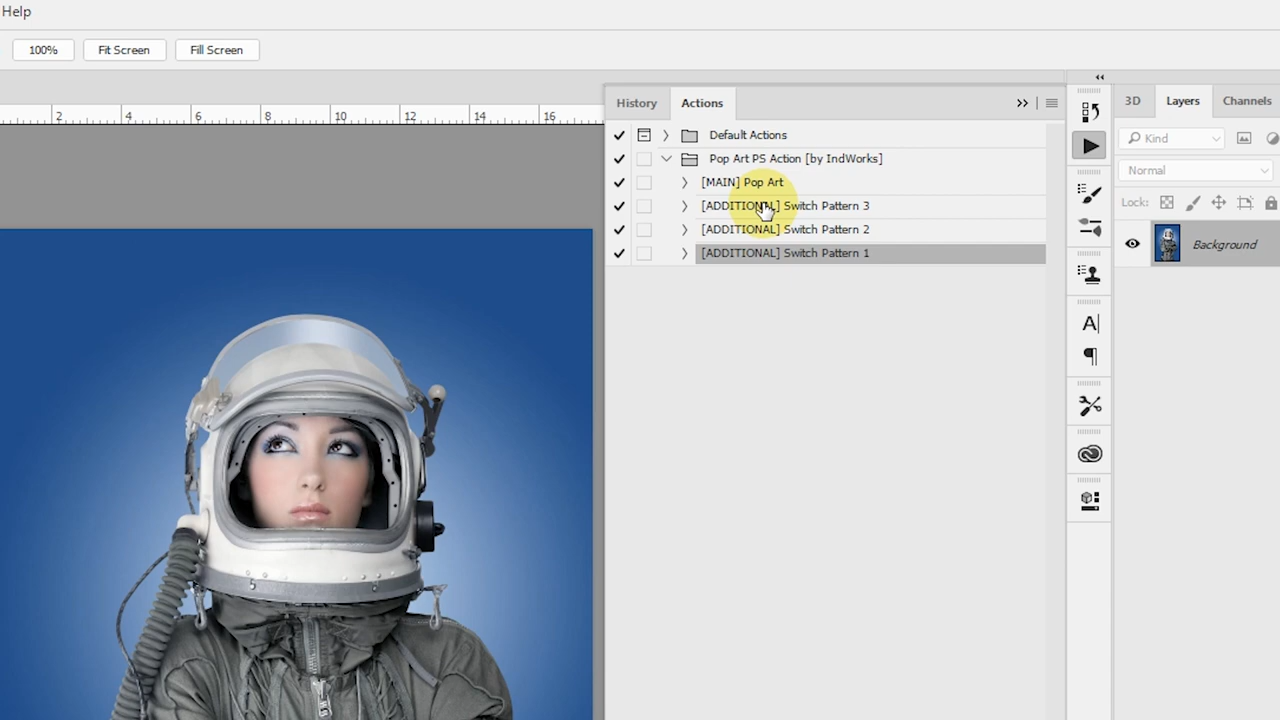 Help
100% Fit Screen Fill Screen
2 4 6 8 10 12 14 16
History Actions
3D Layers Channels
Default Actions
Kind
Pop Art PS Action [by IndWorks]
Normal
[MAIN] Pop Art
[ADDITIONAL] Switch Pattern 3
Lock:
[ADDITIONAL] Switch Pattern 2
Background
[ADDITIONAL] Switch Pattern 1